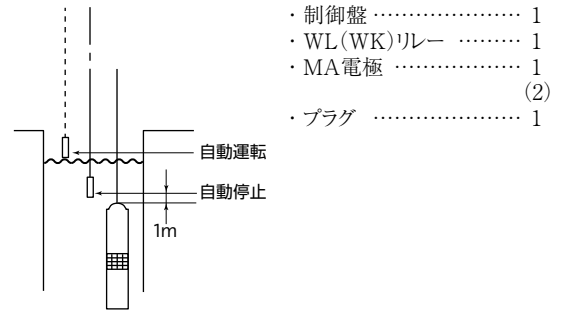 ・制御盤 ………………… 1
・WL(WK)リレー ……… 1
・MA電極 ……………… 1
(2)
・プラグ ………………… 1
自動運転
自動停止
1m